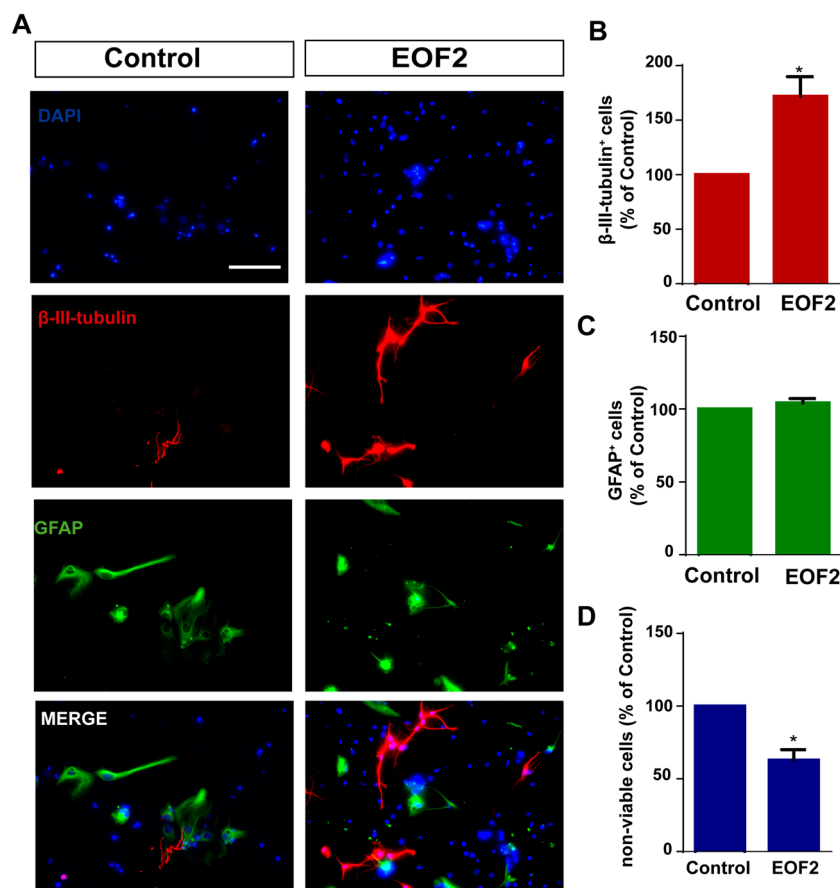 A
Control
EOF2
DAPI
β-III-tubulin
GFAP
MERGE
B
β-III-tubulin⁺ cells
(% of Control)
200
150
100
50
0
*
Control
EOF2
C
GFAP⁺ cells
(% of Control)
150
100
50
0
Control
EOF2
D
non-viable cells (% of Control)
150
100
50
0
*
Control
EOF2